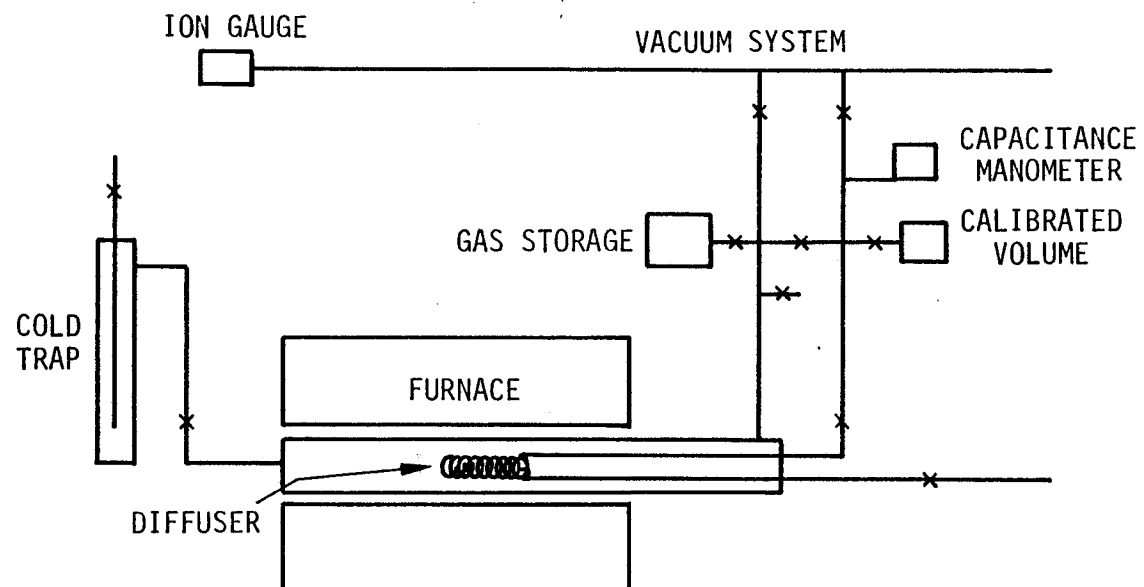 ION GAUGE
VACUUM SYSTEM
CAPACITANCE
MANOMETER
GAS STORAGE
CALIBRATED
VOLUME
COLD
TRAP
FURNACE
DIFFUSER